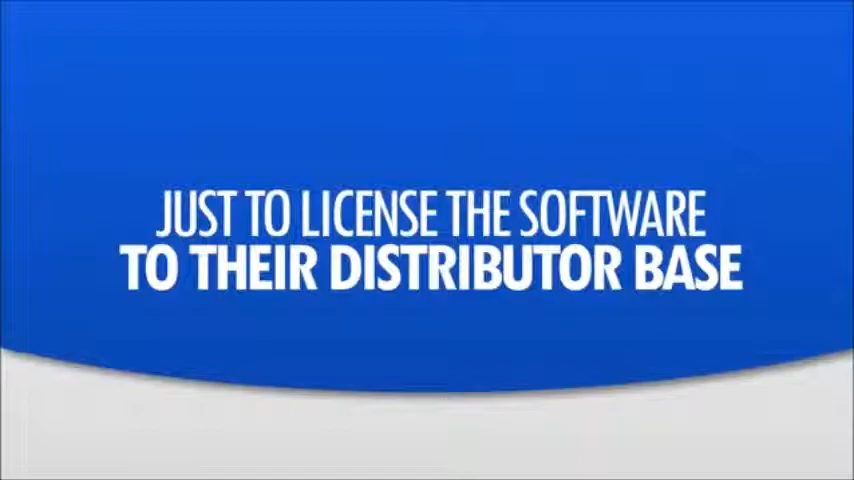 JUST TO LICENSE THE SOFTWARE
TO THEIR DISTRIBUTOR BASE